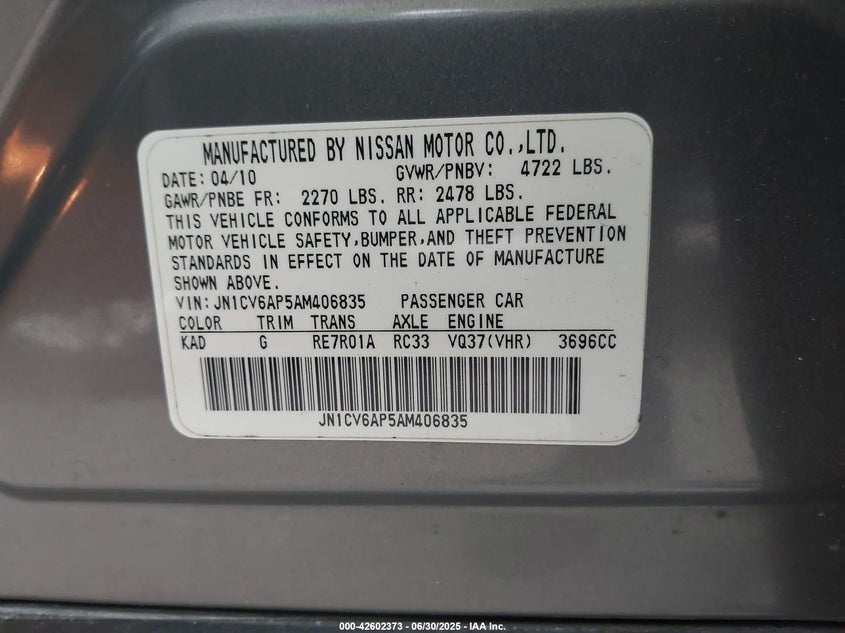 MANUFACTURED BY NISSAN MOTOR CO.,LTD.
DATE: 04/10 GVWR/PNBV: 4722 LBS.
GAWR/PNBE FR: 2270 LBS. RR: 2478 LBS.
THIS VEHICLE CONFORMS TO ALL APPLICABLE FEDERAL
MOTOR VEHICLE SAFETY,BUMPER,AND THEFT PREVENTION
STANDARDS IN EFFECT ON THE DATE OF MANUFACTURE
SHOWN ABOVE.
VIN: JN1CV6AP5AM406835 PASSENGER CAR
COLOR TRIM TRANS AXLE ENGINE
KAD G RE7R01A RC33 VQ37(VHR) 3696CC
JN1CV6AP5AM406835
000-42602373 - 06/30/2025 - IAA Inc.